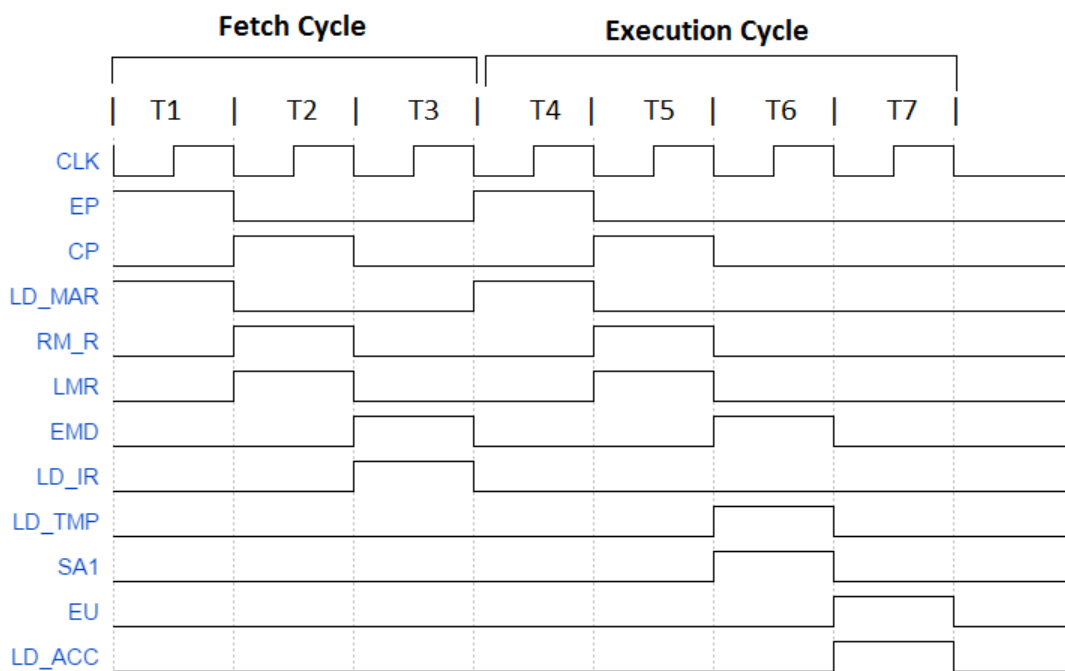 Fetch Cycle
Execution Cycle
| T1 | T2 | T3 | T4 | T5 | T6 | T7 |
CLK
EP
CP
LD_MAR
RM_R
LMR
EMD
LD_IR
LD_TMP
SA1
EU
LD_ACC